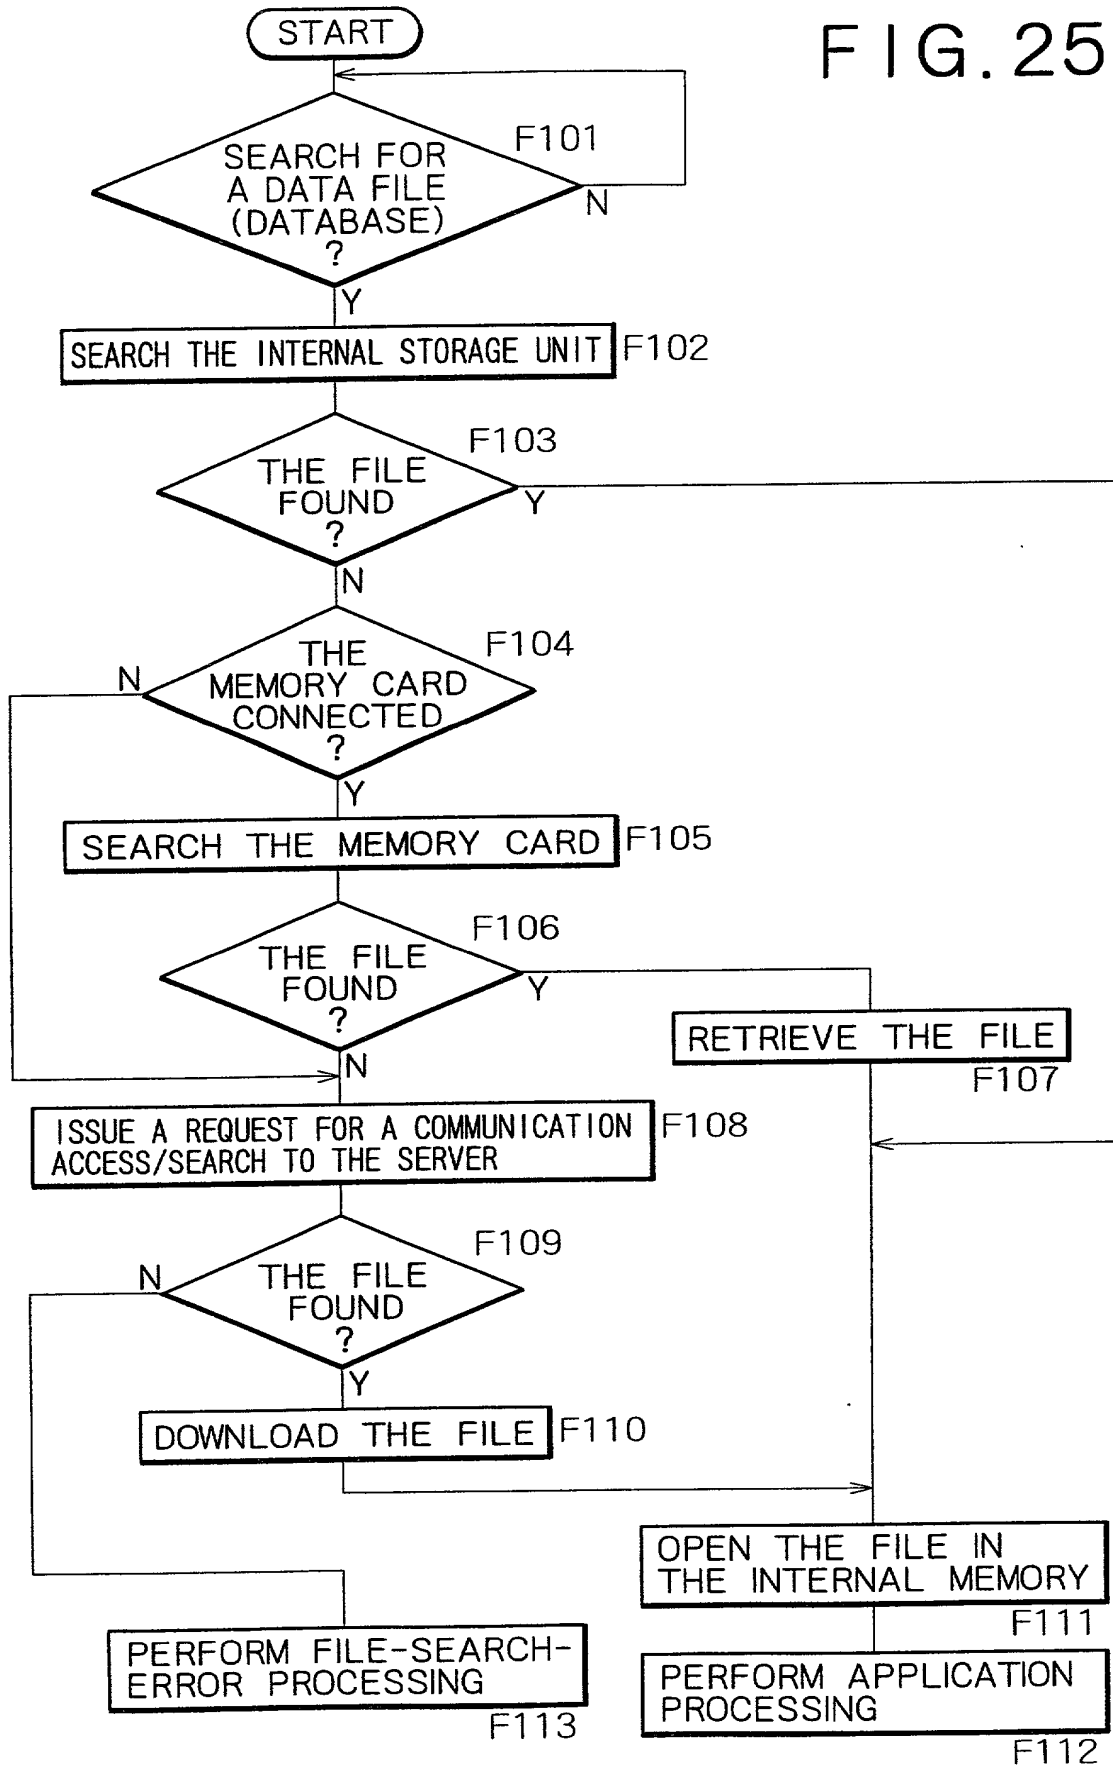 START
FIG.25
F101
SEARCH FOR
A DATA FILE
(DATABASE)
?
N
Y
SEARCH THE INTERNAL STORAGE UNIT
F102
F103
THE FILE
FOUND
?
Y
N
F104
THE
MEMORY CARD
CONNECTED
?
N
Y
SEARCH THE MEMORY CARD
F105
F106
THE FILE
FOUND
?
Y
N
RETRIEVE THE FILE
F107
ISSUE A REQUEST FOR A COMMUNICATION
ACCESS/SEARCH TO THE SERVER
F108
F109
THE FILE
FOUND
?
N
Y
DOWNLOAD THE FILE
F110
OPEN THE FILE IN
THE INTERNAL MEMORY
F111
PERFORM FILE-SEARCH-
ERROR PROCESSING
F113
PERFORM APPLICATION
PROCESSING
F112